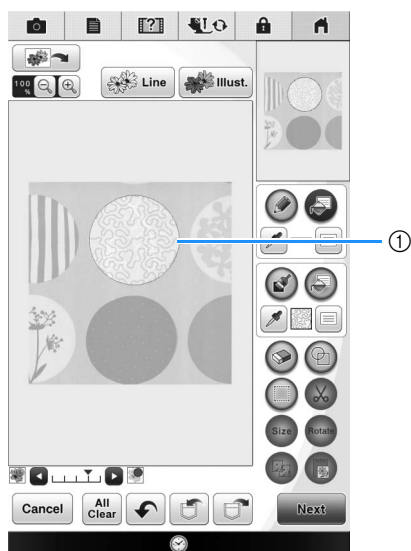 ?
100 %
Line
Illust.
①
Size
Rotate
Cancel
All Clear
Next